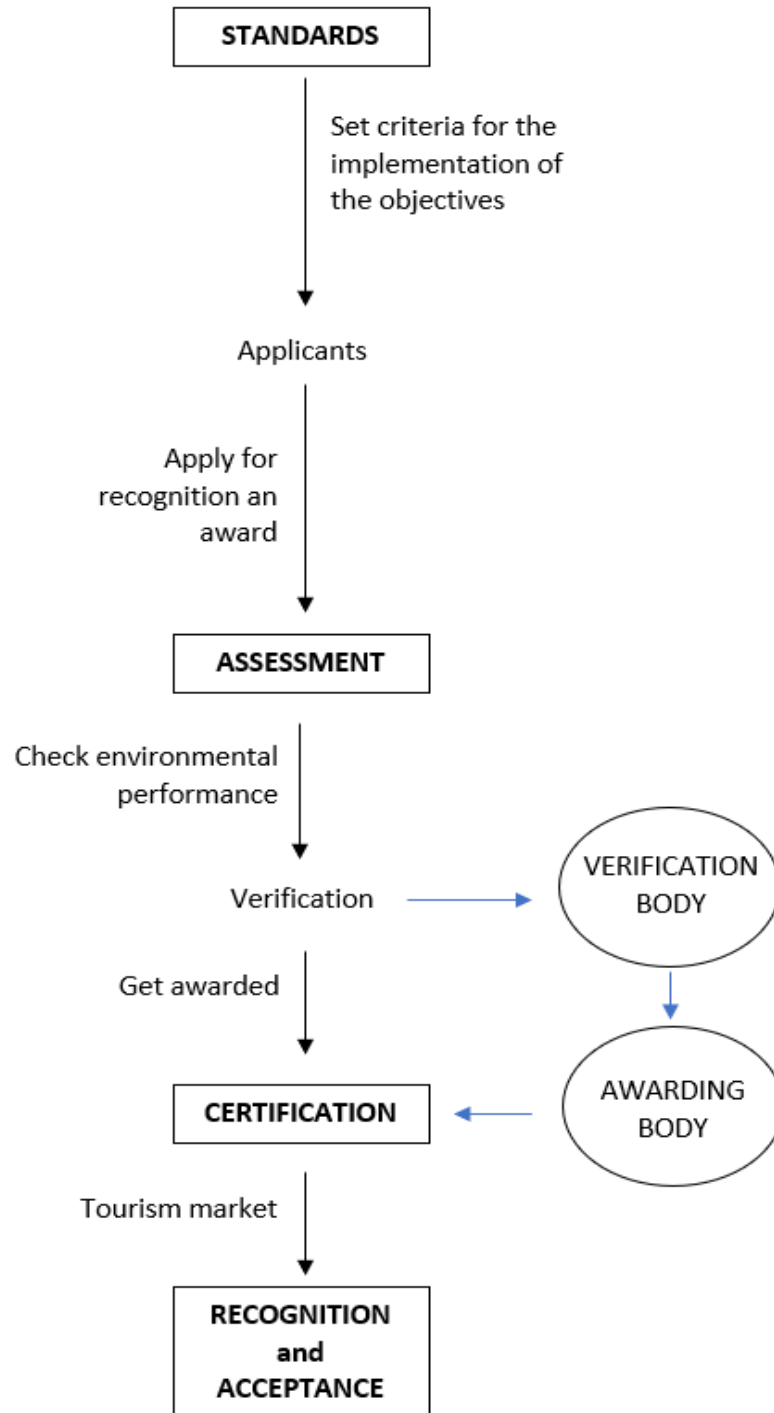 STANDARDS
Set criteria for the
implementation of
the objectives
Applicants
Apply for
recognition an
award
ASSESSMENT
Check environmental
performance
Verification
VERIFICATION
BODY
Get awarded
AWARDING
BODY
CERTIFICATION
Tourism market
RECOGNITION
and
ACCEPTANCE